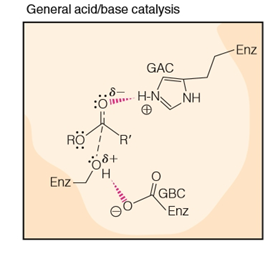 General acid/base catalysis
Enz
GAC
δ−
O
H-N
NH
⊕
RO
R′
O
δ+
H
Enz
O
GBC
⊖
O
Enz